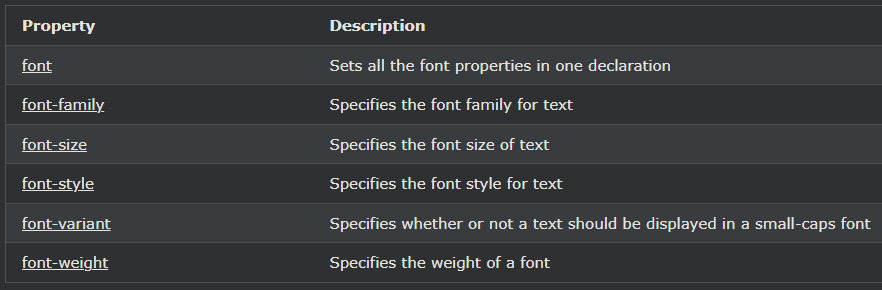 Property Description
font Sets all the font properties in one declaration
font-family Specifies the font family for text
font-size Specifies the font size of text
font-style Specifies the font style for text
font-variant Specifies whether or not a text should be displayed in a small-caps font
font-weight Specifies the weight of a font